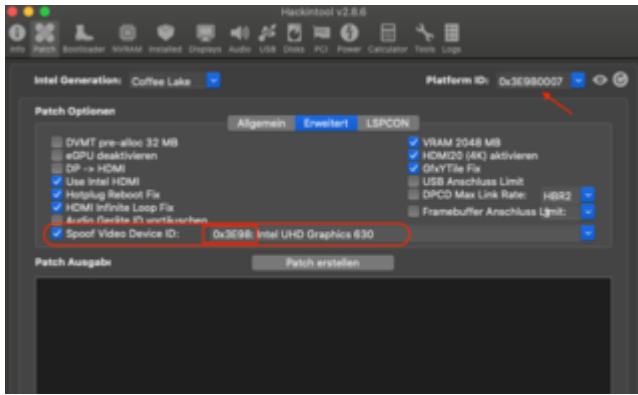 Hackintool v2.8.6
Info Patch Bootloader NVRAM Installed Displays Audio USB Disks PCI Power Calculator Tools Logs
Intel Generation: Coffee Lake Platform ID: 0x3E9B0007
Patch Optionen
Allgemein Erweitert LSPCON
DVMT pre-alloc 32 MB VRAM 2048 MB
eGPU deaktivieren HDMI20 (4K) aktivieren
DP -> HDMI GfxYTile Fix
Use Intel HDMI USB Anschluss Limit
Hotplug Reboot Fix DPCD Max Link Rate: HBR2
HDMI Infinite Loop Fix Framebuffer Anschluss Limit:
Audio Geräte ID vortäuschen
Spoof Video Device ID: 0x3E98: Intel UHD Graphics 630
Patch Ausgabe Patch erstellen